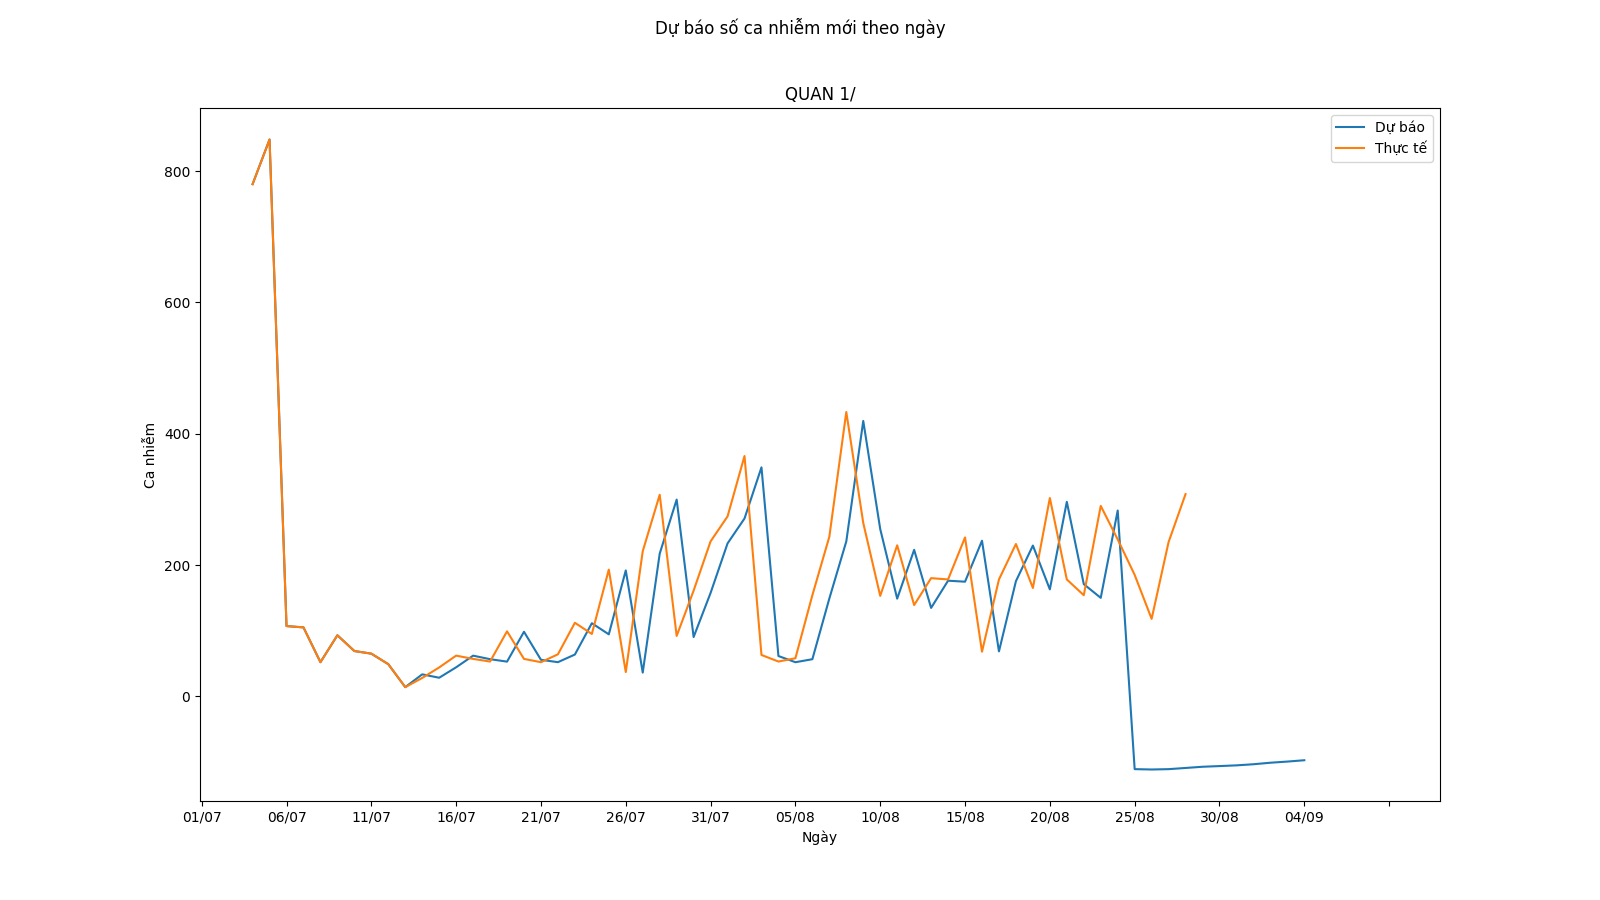 Dự báo số ca nhiễm mới theo ngày
QUAN 1/
Dự báo
Thực tế
800
600
400
200
0
Ca nhiễm
01/07 06/07 11/07 16/07 21/07 26/07 31/07 05/08 10/08 15/08 20/08 25/08 30/08 04/09
Ngày